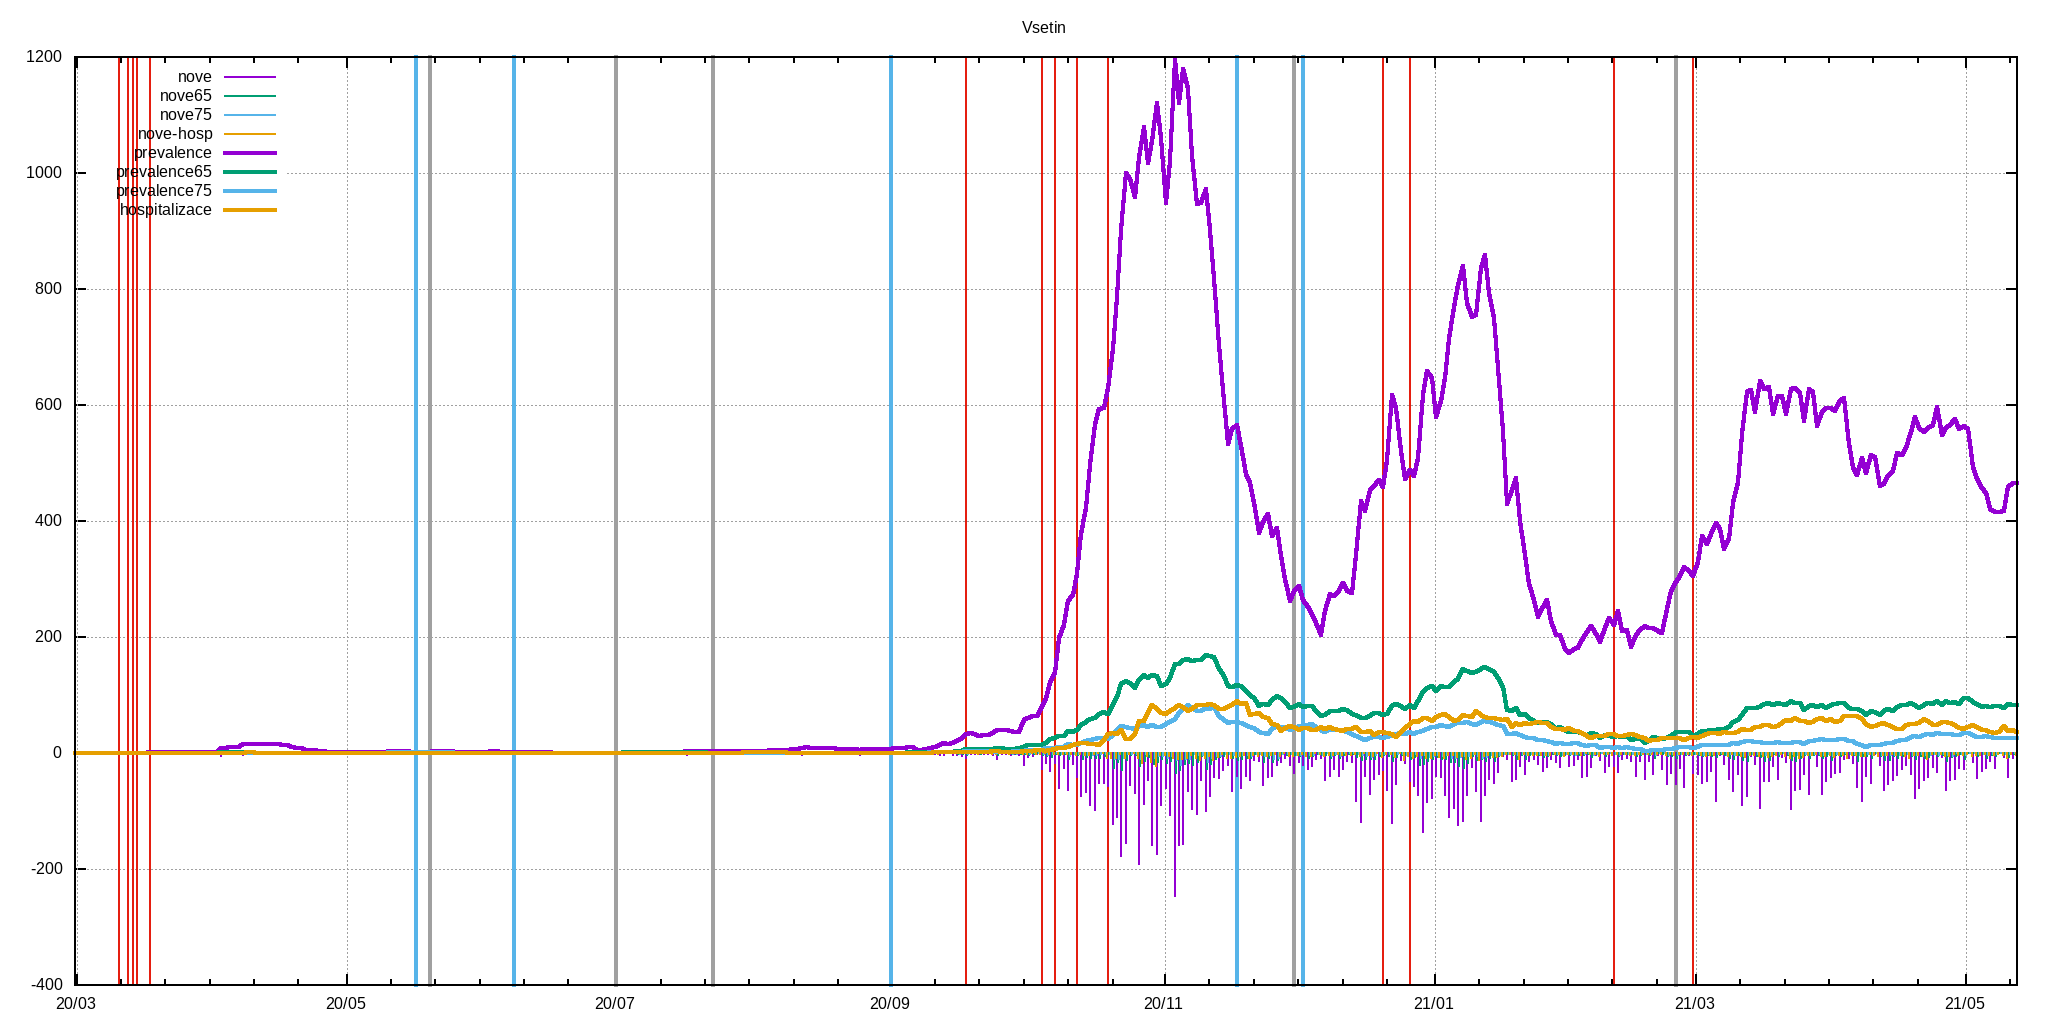 Vsetin
1200
1000
800
600
400
200
0
-200
-400
nove
nove65
nove75
nove-hosp
prevalence
prevalence65
prevalence75
hospitalizace
20/03 20/05 20/07 20/09 20/11 21/01 21/03 21/05